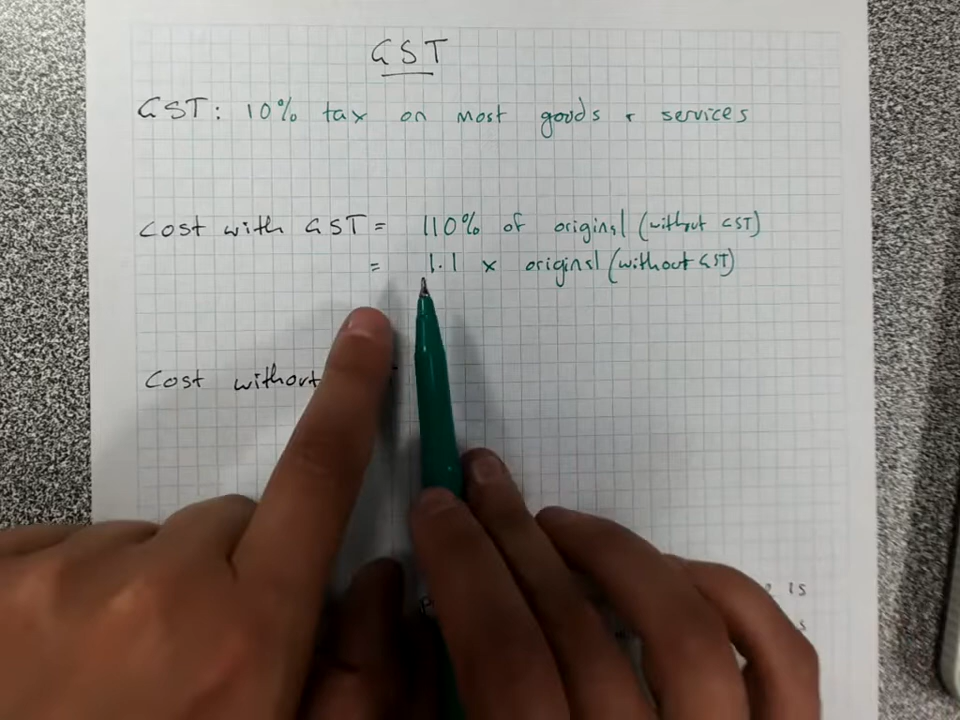 GST
GST: 10% tax on most goods + services
Cost with GST = 110% of original (without GST)
= 1.1 x original (without GST)
Cost without
is